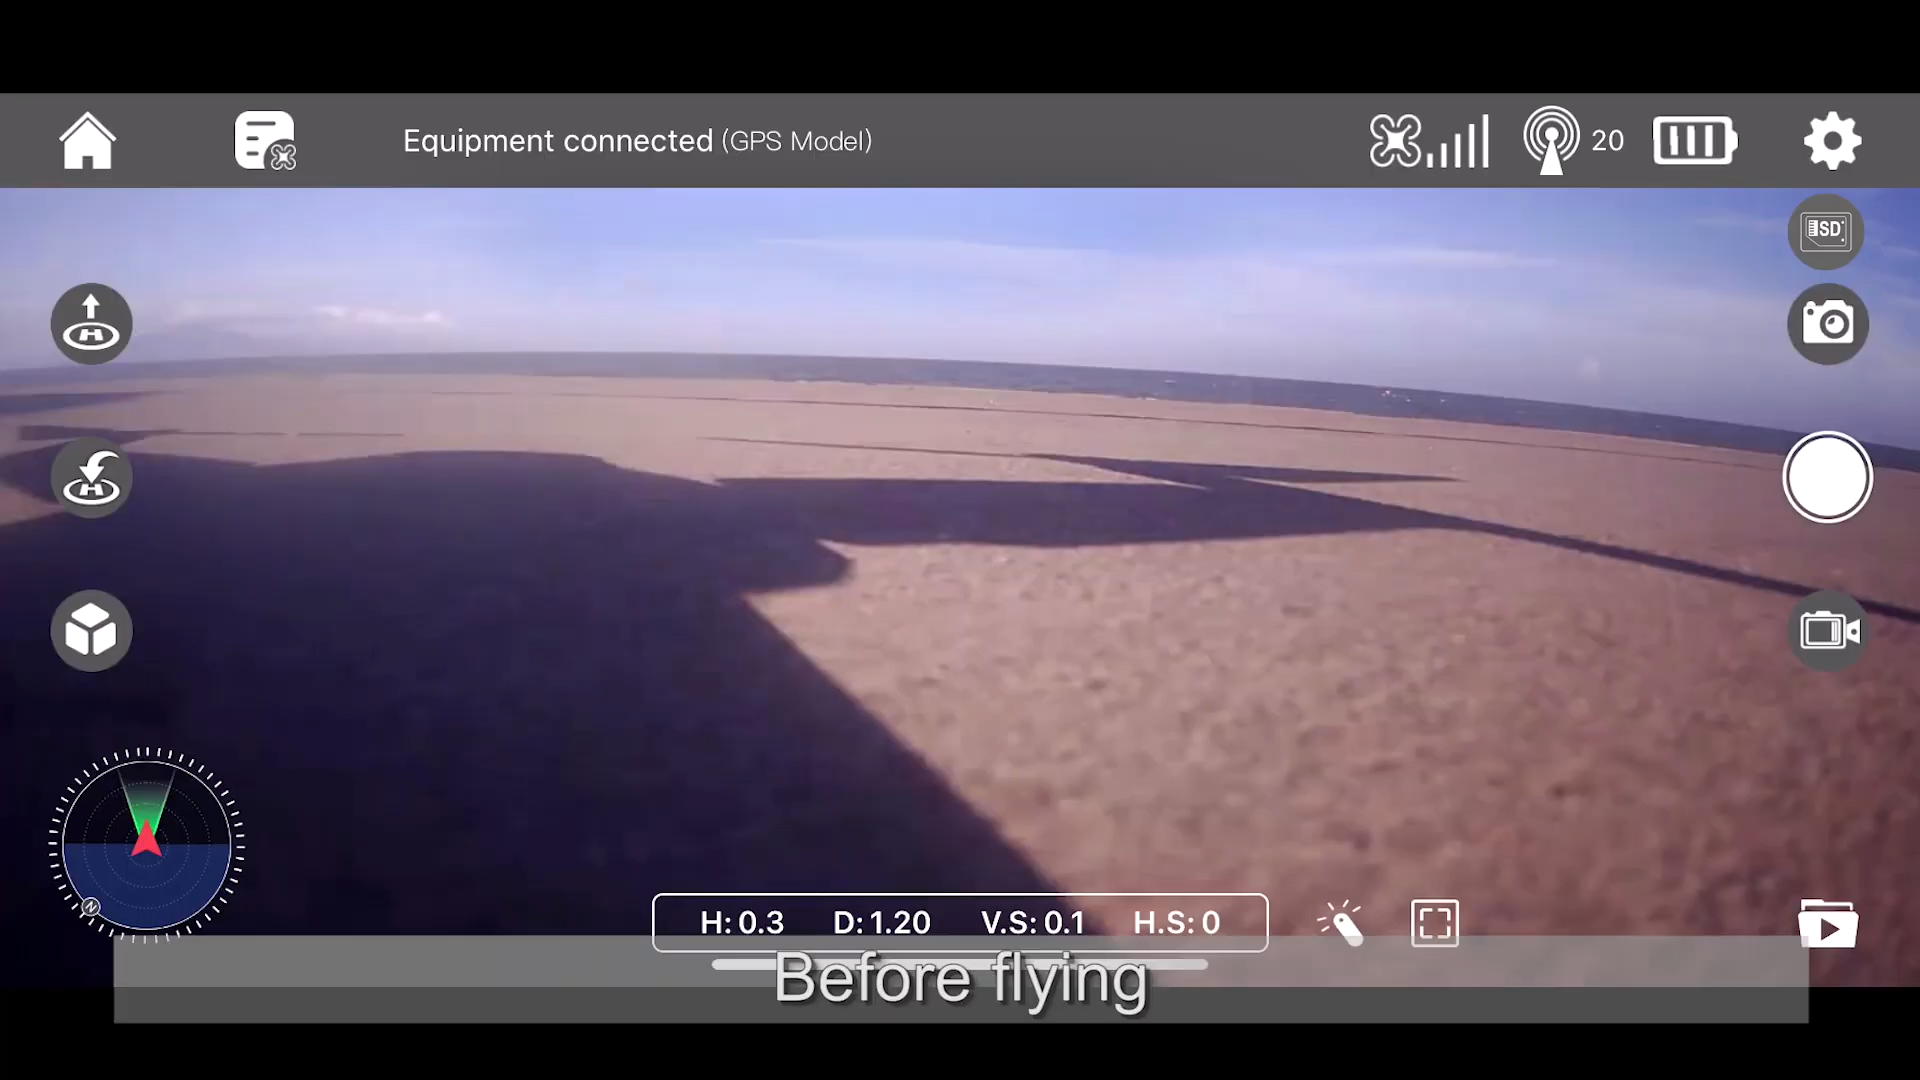 Equipment connected (GPS Model)
20
SD
H: 0.3 D: 1.20 V.S: 0.1 H.S: 0
N
Before flying